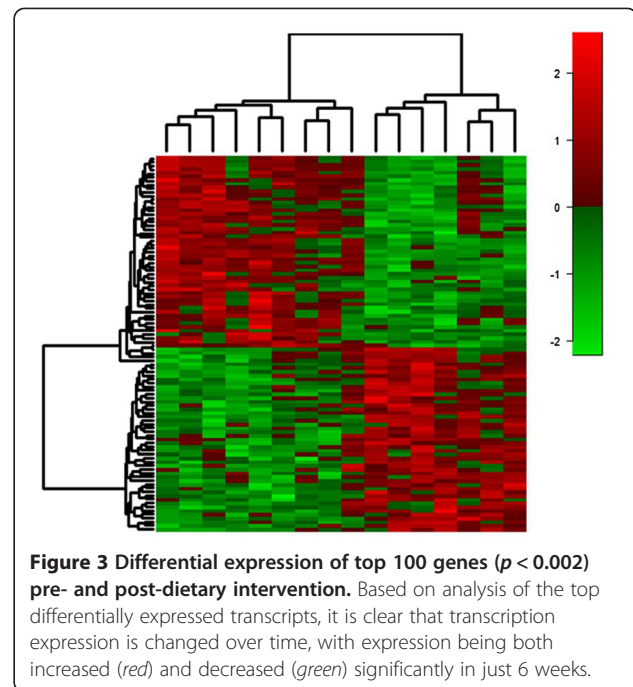 2
1
0
-1
-2
Figure 3 Differential expression of top 100 genes (p < 0.002)
pre- and post-dietary intervention. Based on analysis of the top
differentially expressed transcripts, it is clear that transcription
expression is changed over time, with expression being both
increased (red) and decreased (green) significantly in just 6 weeks.